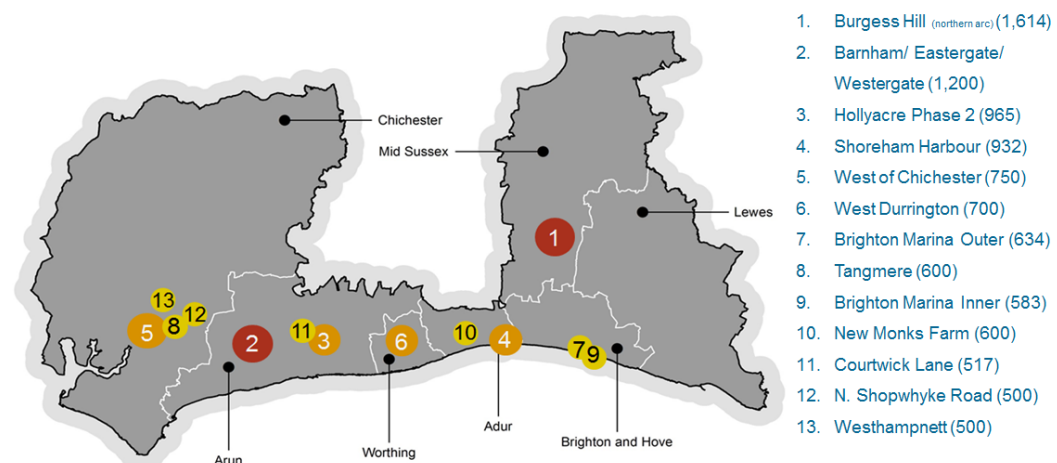 Chichester
Mid Sussex
Lewes
Arun
Worthing
Adur
Brighton and Hove
1
2
3
4
5
6
7
8
9
10
11
12
13
1. Burgess Hill (northern arc) (1,614)
2. Barnham/ Eastergate/
Westergate (1,200)
3. Hollyacre Phase 2 (965)
4. Shoreham Harbour (932)
5. West of Chichester (750)
6. West Durrington (700)
7. Brighton Marina Outer (634)
8. Tangmere (600)
9. Brighton Marina Inner (583)
10. New Monks Farm (600)
11. Courtwick Lane (517)
12. N. Shopwhyke Road (500)
13. Westhampnett (500)